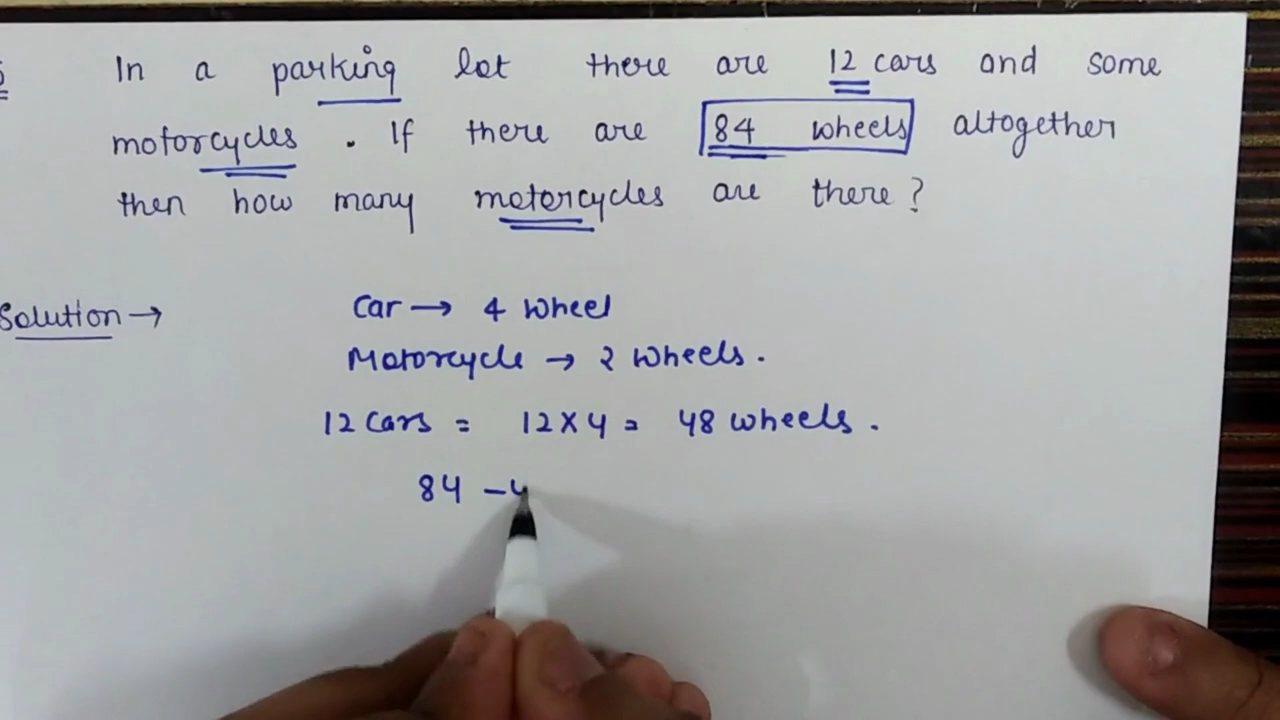 In a parking lot there are 12 cars and some
motorcycles . If there are 84 wheels altogether
then how many motorcycles are there ?
Solution →
Car → 4 wheel
Motorcycle → 2 wheels.
12 cars = 12 x 4 = 48 wheels.
84 - 4